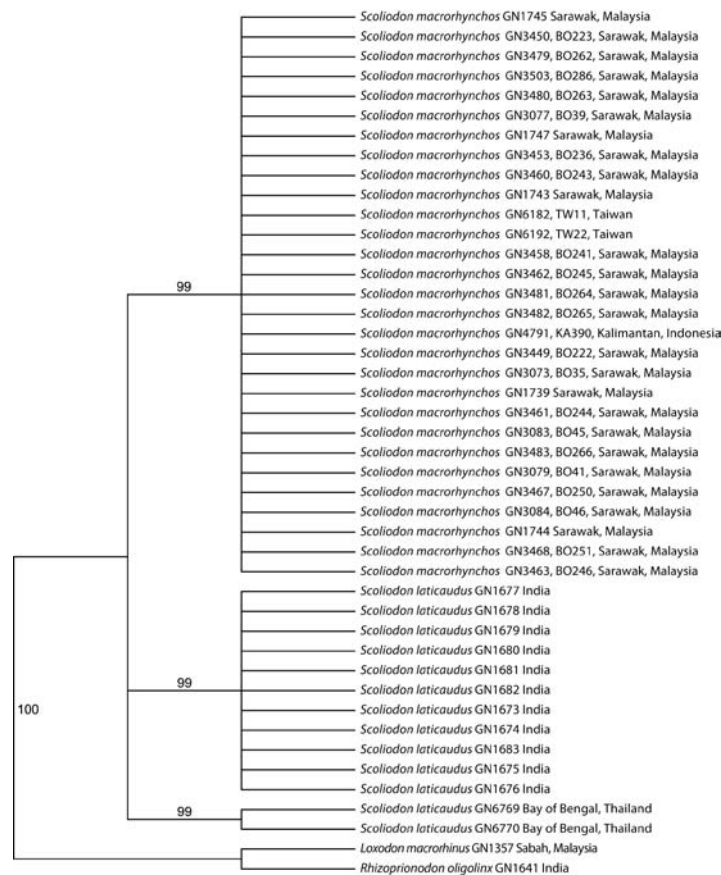 Scoliodon macrorhynchos GN1745 Sarawak, Malaysia
Scoliodon macrorhynchos GN3450, BO223, Sarawak, Malaysia
Scoliodon macrorhynchos GN3479, BO262, Sarawak, Malaysia
Scoliodon macrorhynchos GN3503, BO286, Sarawak, Malaysia
Scoliodon macrorhynchos GN3480, BO263, Sarawak, Malaysia
Scoliodon macrorhynchos GN3077, BO39, Sarawak, Malaysia
Scoliodon macrorhynchos GN1747 Sarawak, Malaysia
Scoliodon macrorhynchos GN3453, BO236, Sarawak, Malaysia
Scoliodon macrorhynchos GN3460, BO243, Sarawak, Malaysia
Scoliodon macrorhynchos GN1743 Sarawak, Malaysia
Scoliodon macrorhynchos GN6182, TW11, Taiwan
Scoliodon macrorhynchos GN6192, TW22, Taiwan
Scoliodon macrorhynchos GN3458, BO241, Sarawak, Malaysia
Scoliodon macrorhynchos GN3462, BO245, Sarawak, Malaysia
99
Scoliodon macrorhynchos GN3481, BO264, Sarawak, Malaysia
Scoliodon macrorhynchos GN3482, BO265, Sarawak, Malaysia
Scoliodon macrorhynchos GN4791, KA390, Kalimantan, Indonesia
Scoliodon macrorhynchos GN3449, BO222, Sarawak, Malaysia
Scoliodon macrorhynchos GN3073, BO35, Sarawak, Malaysia
Scoliodon macrorhynchos GN1739 Sarawak, Malaysia
Scoliodon macrorhynchos GN3461, BO244, Sarawak, Malaysia
Scoliodon macrorhynchos GN3083, BO45, Sarawak, Malaysia
Scoliodon macrorhynchos GN3483, BO266, Sarawak, Malaysia
Scoliodon macrorhynchos GN3079, BO41, Sarawak, Malaysia
Scoliodon macrorhynchos GN3467, BO250, Sarawak, Malaysia
Scoliodon macrorhynchos GN3084, BO46, Sarawak, Malaysia
Scoliodon macrorhynchos GN1744 Sarawak, Malaysia
Scoliodon macrorhynchos GN3468, BO251, Sarawak, Malaysia
Scoliodon macrorhynchos GN3463, BO246, Sarawak, Malaysia
Scoliodon laticaudus GN1677 India
Scoliodon laticaudus GN1678 India
Scoliodon laticaudus GN1679 India
Scoliodon laticaudus GN1680 India
Scoliodon laticaudus GN1681 India
99
Scoliodon laticaudus GN1682 India
Scoliodon laticaudus GN1673 India
100
Scoliodon laticaudus GN1674 India
Scoliodon laticaudus GN1683 India
Scoliodon laticaudus GN1675 India
Scoliodon laticaudus GN1676 India
99
Scoliodon laticaudus GN6769 Bay of Bengal, Thailand
Scoliodon laticaudus GN6770 Bay of Bengal, Thailand
Loxodon macrorhinus GN1357 Sabah, Malaysia
Rhizoprionodon oligolinx GN1641 India